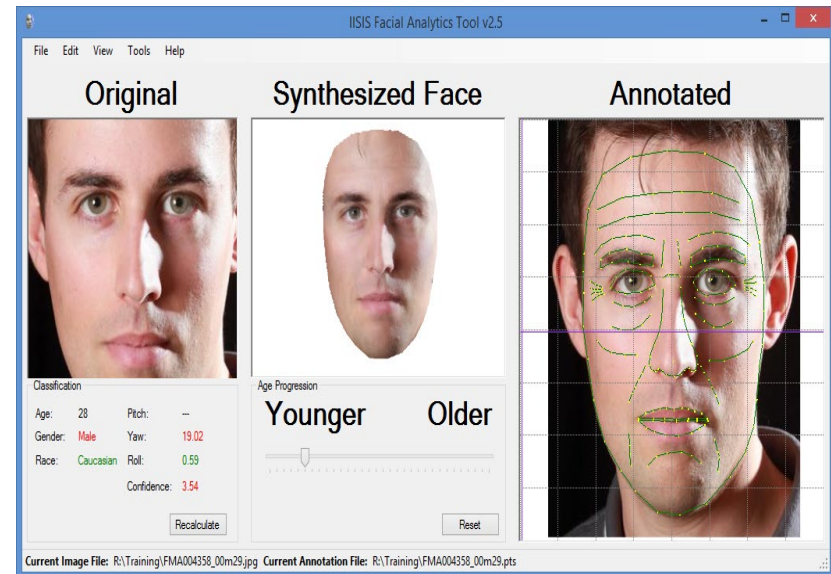 IISIS Facial Analytics Tool v2.5
File Edit View Tools Help
Original
Synthesized Face
Annotated
Classification
Age: 28 Pitch: ---
Gender: Male Yaw: 19.02
Race: Caucasian Roll: 0.59
Confidence: 3.54
Recalculate
Age Progression
Younger Older
Reset
Current Image File: R:\Training\FMA004358_00m29.jpg Current Annotation File: R:\Training\FMA004358_00m29.pts